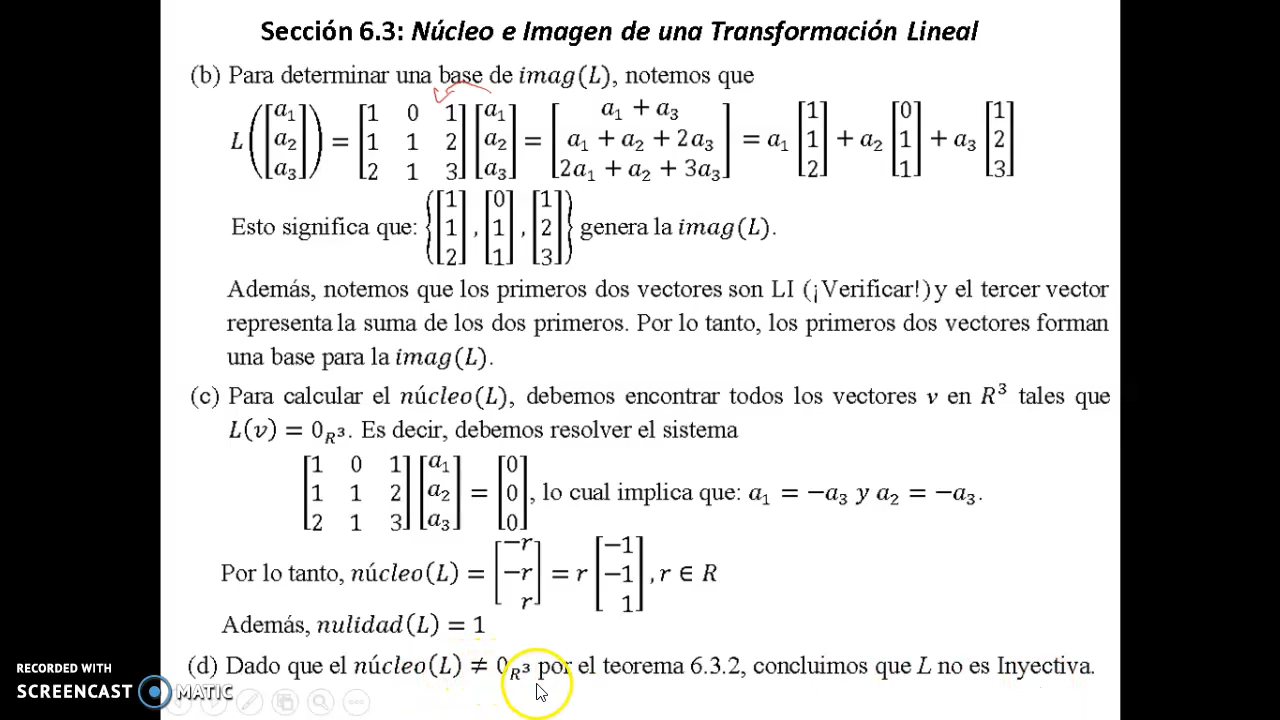 Sección 6.3: Núcleo e Imagen de una Transformación Lineal
(b) Para determinar una base de imag(L), notemos que
L([a₁ a₂ a₃]) = [1 0 1; 1 1 2; 2 1 3] [a₁ a₂ a₃] = [a₁ + a₃; a₁ + a₂ + 2a₃; 2a₁ + a₂ + 3a₃] = a₁ [1 1 2] + a₂ [0 1 1] + a₃ [1 2 3]
Esto significa que: {[1 1 2], [0 1 1], [1 2 3]} genera la imag(L).
Además, notemos que los primeros dos vectores son LI (¡Verificar!) y el tercer vector
representa la suma de los dos primeros. Por lo tanto, los primeros dos vectores forman
una base para la imag(L).
(c) Para calcular el núcleo(L), debemos encontrar todos los vectores v en R³ tales que
L(v) = 0_R³. Es decir, debemos resolver el sistema
[1 0 1; 1 1 2; 2 1 3] [a₁ a₂ a₃] = [0 0 0], lo cual implica que: a₁ = −a₃ y a₂ = −a₃.
Por lo tanto, núcleo(L) = [−r −r r] = r [−1 −1 1], r ∈ R
Además, nulidad(L) = 1
(d) Dado que el núcleo(L) ≠ 0_R³ por el teorema 6.3.2, concluimos que L no es Inyectiva.
RECORDED WITH
SCREENCAST MATIC